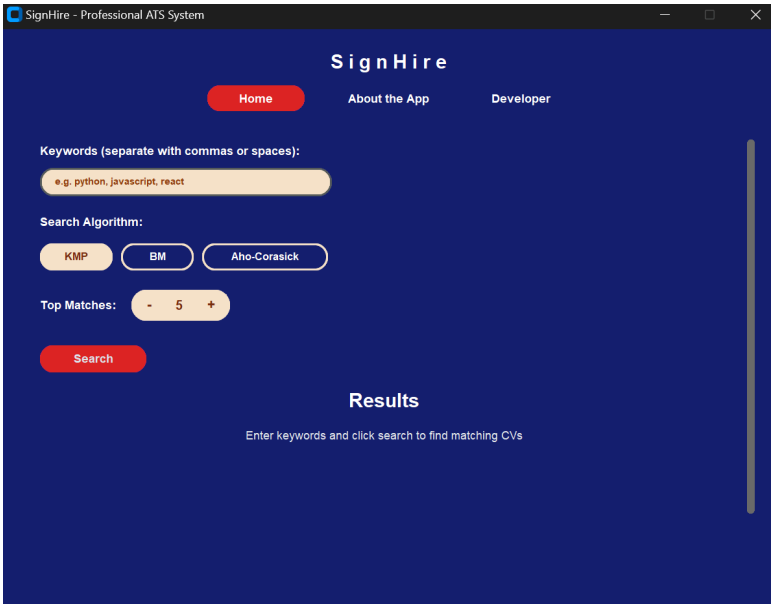 SignHire - Professional ATS System
SignHire
Home About the App Developer
Keywords (separate with commas or spaces):
e.g. python, javascript, react
Search Algorithm:
KMP BM Aho-Corasick
Top Matches: - 5 +
Search
Results
Enter keywords and click search to find matching CVs